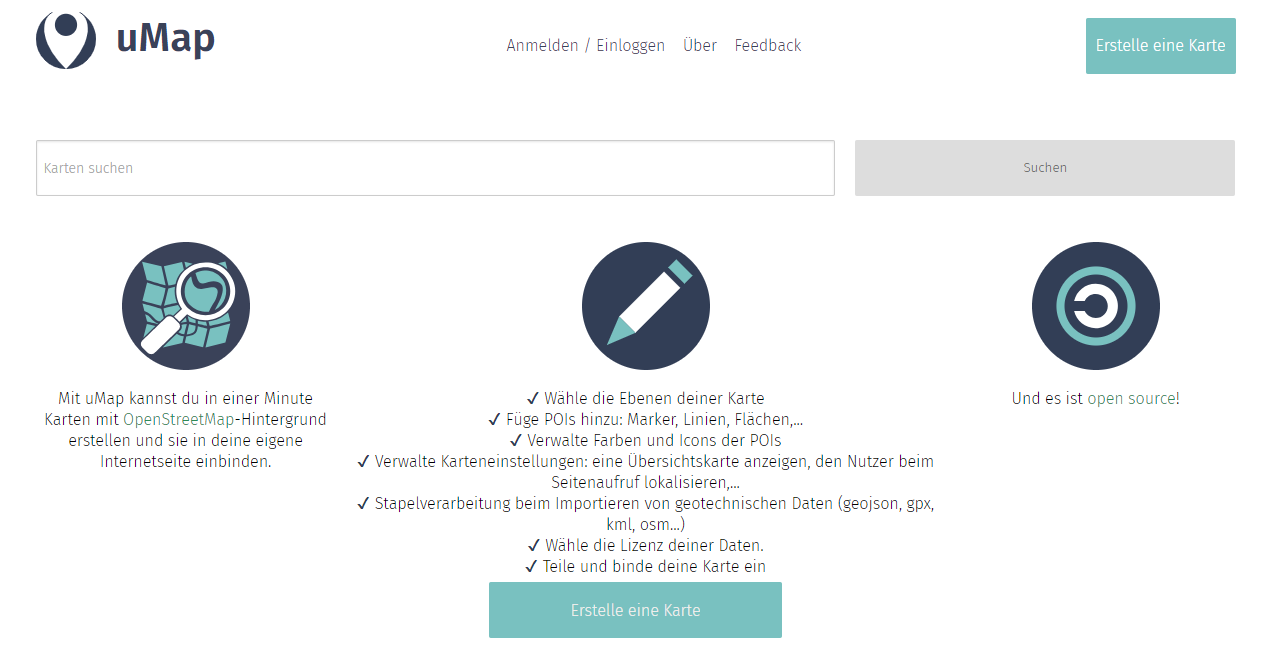 uMap
Anmelden / Einloggen Über Feedback
Erstelle eine Karte
Karten suchen
Suchen
Mit uMap kannst du in einer Minute
Karten mit OpenStreetMap-Hintergrund
erstellen und sie in deine eigene
Internetseite einbinden.
✓ Wähle die Ebenen deiner Karte
✓ Füge POIs hinzu: Marker, Linien, Flächen,...
✓ Verwalte Farben und Icons der POIs
✓ Verwalte Karteneinstellungen: eine Übersichtskarte anzeigen, den Nutzer beim
Seitenaufruf lokalisieren,...
✓ Stapelverarbeitung beim Importieren von geotechnischen Daten (geojson, gpx,
kml, osm...)
✓ Wähle die Lizenz deiner Daten.
✓ Teile und binde deine Karte ein
Erstelle eine Karte
Und es ist open source!